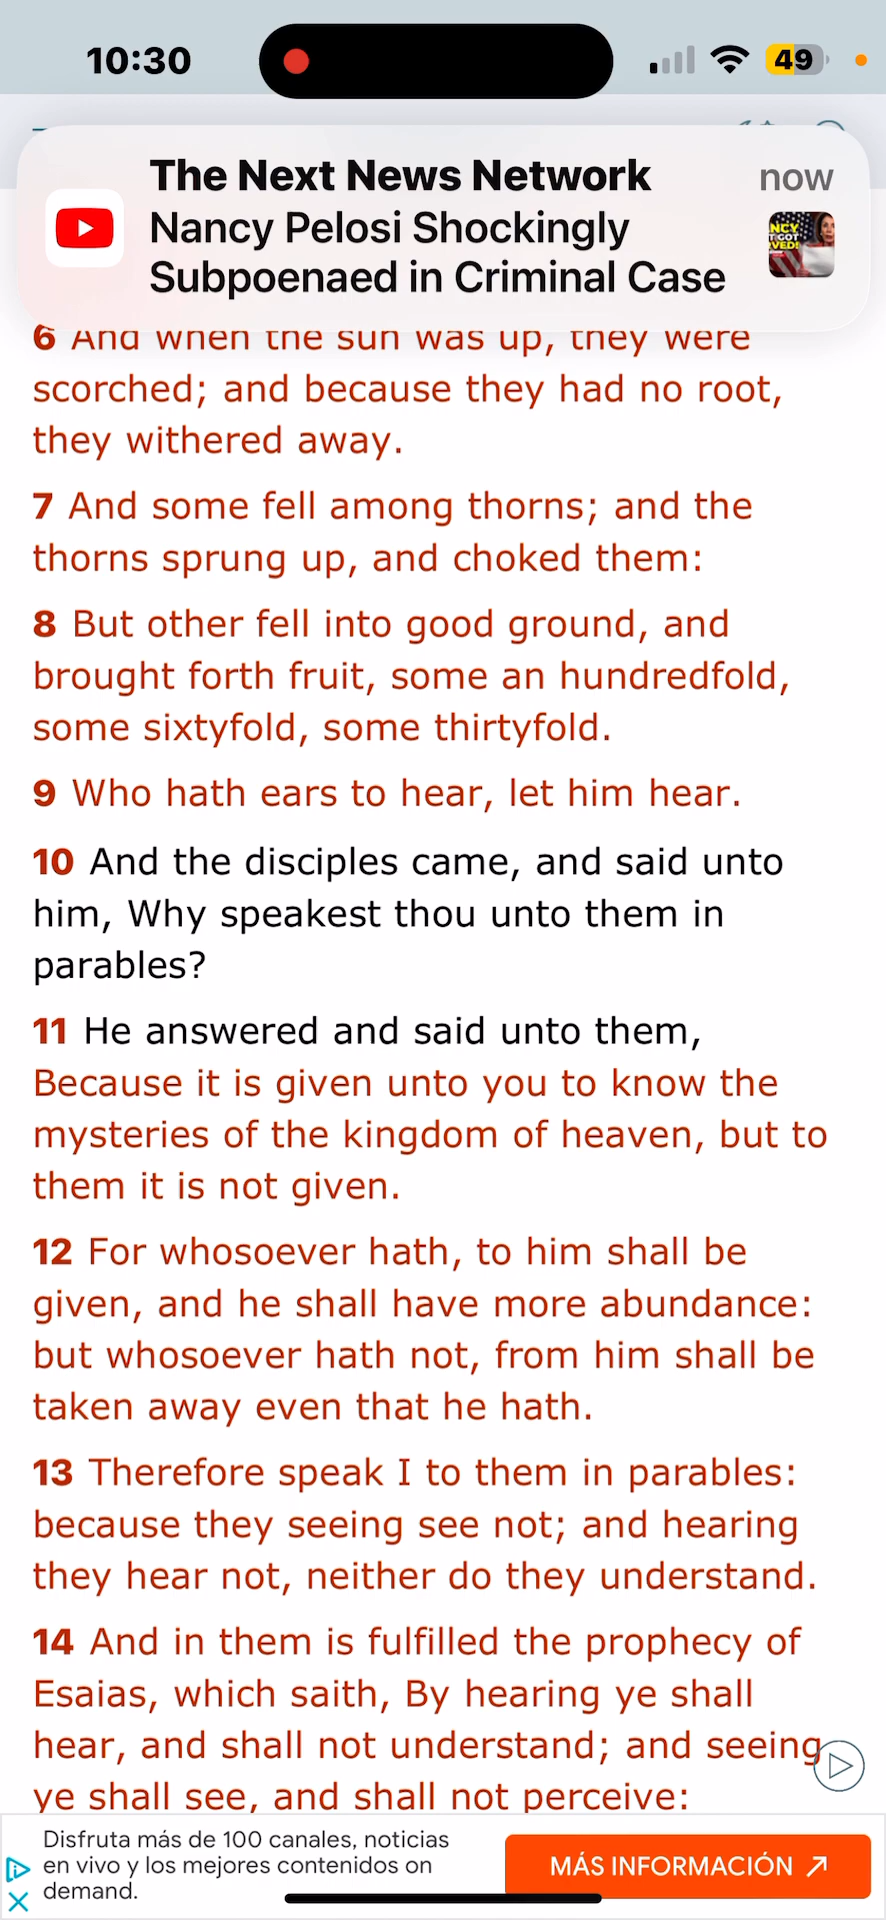 10:30
49
The Next News Network
now
Nancy Pelosi Shockingly
Subpoenaed in Criminal Case
NCY
T GOT
VED!
6 And when the sun was up, they were
scorched; and because they had no root,
they withered away.
7 And some fell among thorns; and the
thorns sprung up, and choked them:
8 But other fell into good ground, and
brought forth fruit, some an hundredfold,
some sixtyfold, some thirtyfold.
9 Who hath ears to hear, let him hear.
10 And the disciples came, and said unto
him, Why speakest thou unto them in
parables?
11 He answered and said unto them,
Because it is given unto you to know the
mysteries of the kingdom of heaven, but to
them it is not given.
12 For whosoever hath, to him shall be
given, and he shall have more abundance:
but whosoever hath not, from him shall be
taken away even that he hath.
13 Therefore speak I to them in parables:
because they seeing see not; and hearing
they hear not, neither do they understand.
14 And in them is fulfilled the prophecy of
Esaias, which saith, By hearing ye shall
hear, and shall not understand; and seeing
ye shall see, and shall not perceive:
Disfruta más de 100 canales, noticias
en vivo y los mejores contenidos on
demand.
MÁS INFORMACIÓN